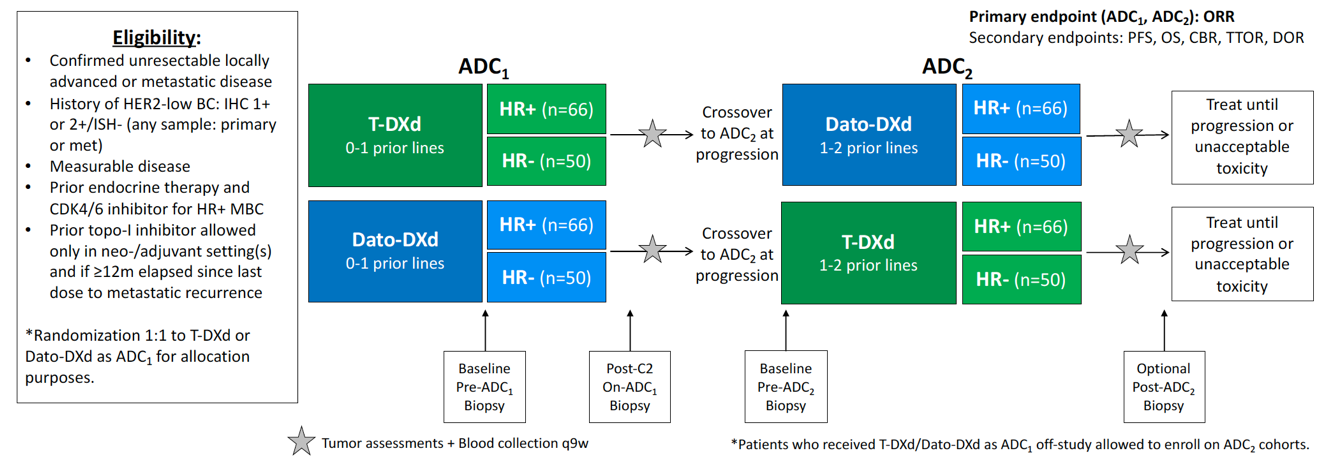 Primary endpoint (ADC1, ADC2): ORR
Secondary endpoints: PFS, OS, CBR, TTOR, DOR
Eligibility:
• Confirmed unresectable locally
advanced or metastatic disease
• History of HER2-low BC: IHC 1+
or 2+/ISH- (any sample: primary
or met)
• Measurable disease
• Prior endocrine therapy and
CDK4/6 inhibitor for HR+ MBC
• Prior topo-I inhibitor allowed
only in neo-/adjuvant setting(s)
and if ≥12m elapsed since last
dose to metastatic recurrence
*Randomization 1:1 to T-DXd or
Dato-DXd as ADC1 for allocation
purposes.
ADC1
T-DXd
0-1 prior lines
HR+ (n=66)
HR- (n=50)
Crossover
to ADC2 at
progression
ADC2
Dato-DXd
1-2 prior lines
HR+ (n=66)
HR- (n=50)
Treat until
progression or
unacceptable
toxicity
Dato-DXd
0-1 prior lines
HR+ (n=66)
HR- (n=50)
Crossover
to ADC2 at
progression
T-DXd
1-2 prior lines
HR+ (n=66)
HR- (n=50)
Treat until
progression or
unacceptable
toxicity
Baseline
Pre-ADC1
Biopsy
Post-C2
On-ADC1
Biopsy
Baseline
Pre-ADC2
Biopsy
Optional
Post-ADC2
Biopsy
Tumor assessments + Blood collection q9w
*Patients who received T-DXd/Dato-DXd as ADC1 off-study allowed to enroll on ADC2 cohorts.